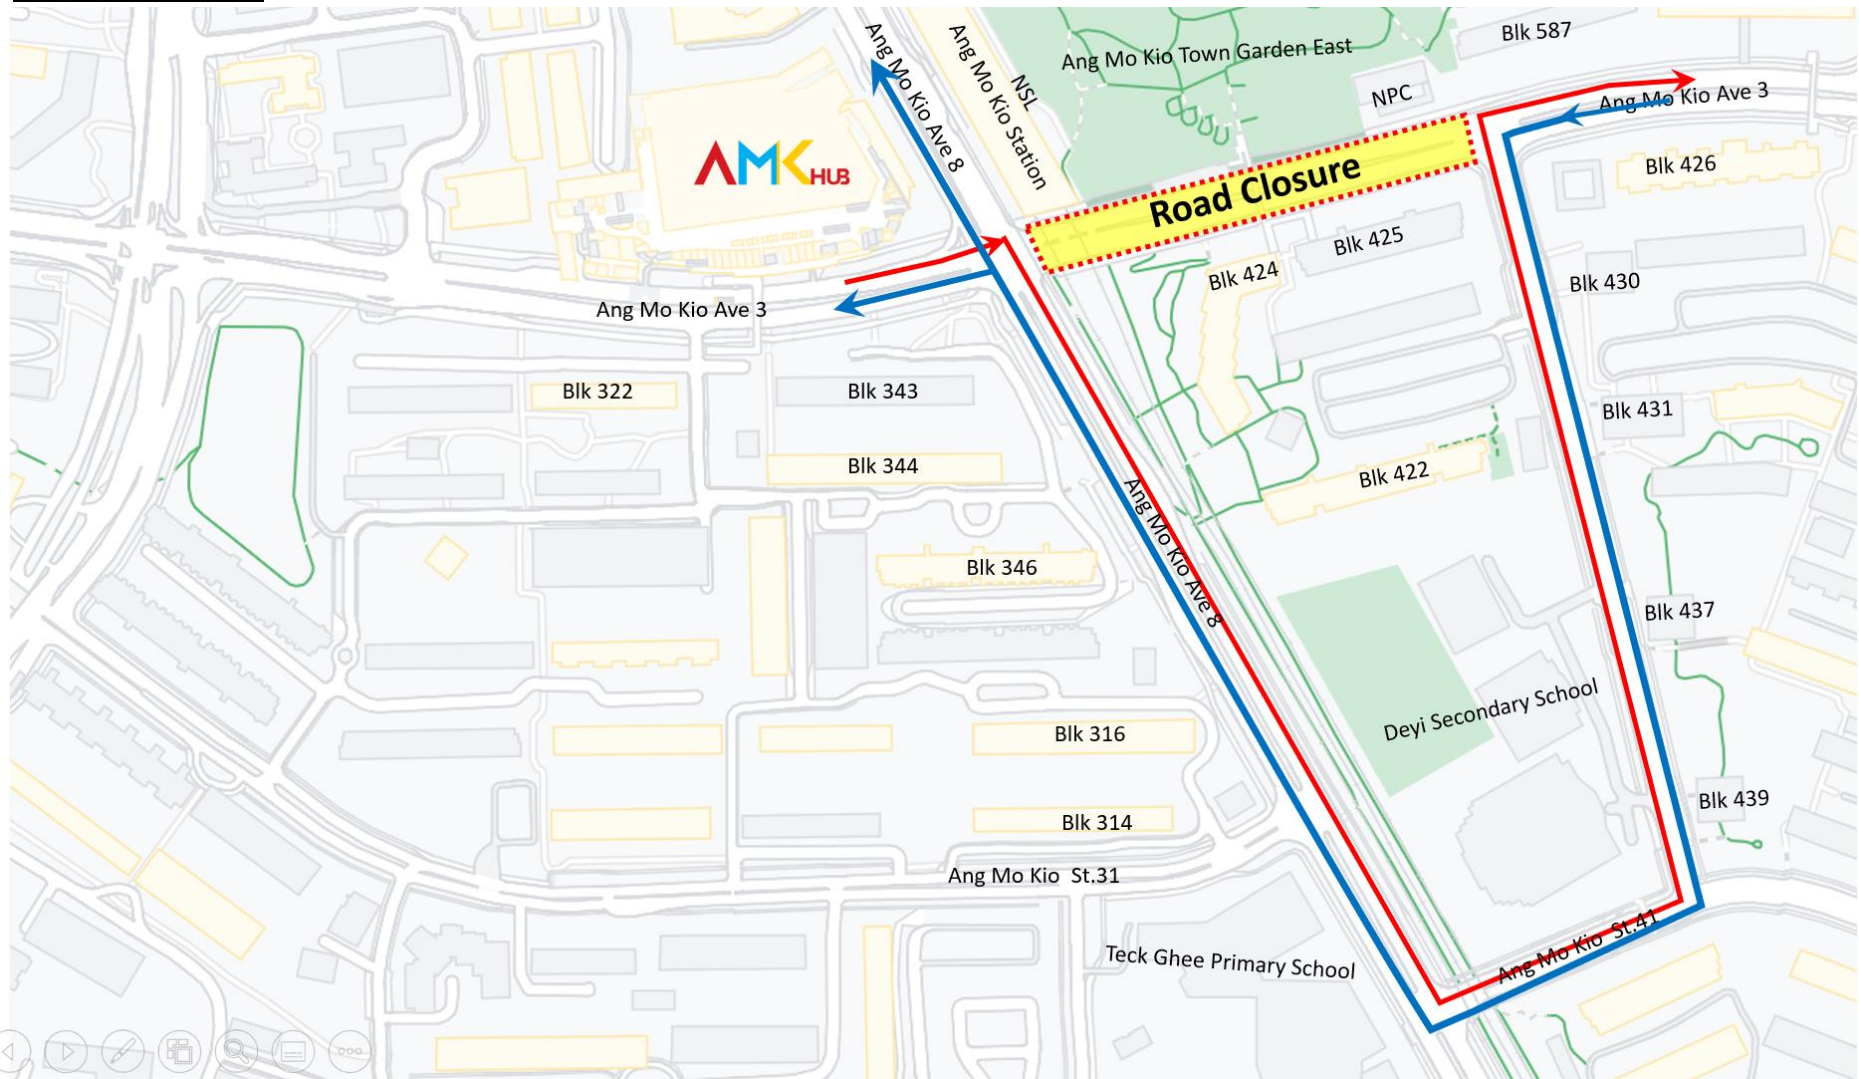 Blk 587
Ang Mo Kio Ave 8
Ang Mo Kio Station
NSL
Ang Mo Kio Town Garden East
NPC
Ang Mo Kio Ave 3
AMK HUB
Road Closure
Blk 426
Blk 425
Blk 424
Blk 430
Ang Mo Kio Ave 3
Blk 322
Blk 343
Blk 431
Blk 344
Blk 422
Ang Mo Kio Ave 8
Blk 346
Blk 437
Deyi Secondary School
Blk 316
Blk 439
Blk 314
Ang Mo Kio  St.31
Ang Mo Kio  St.41
Teck Ghee Primary School